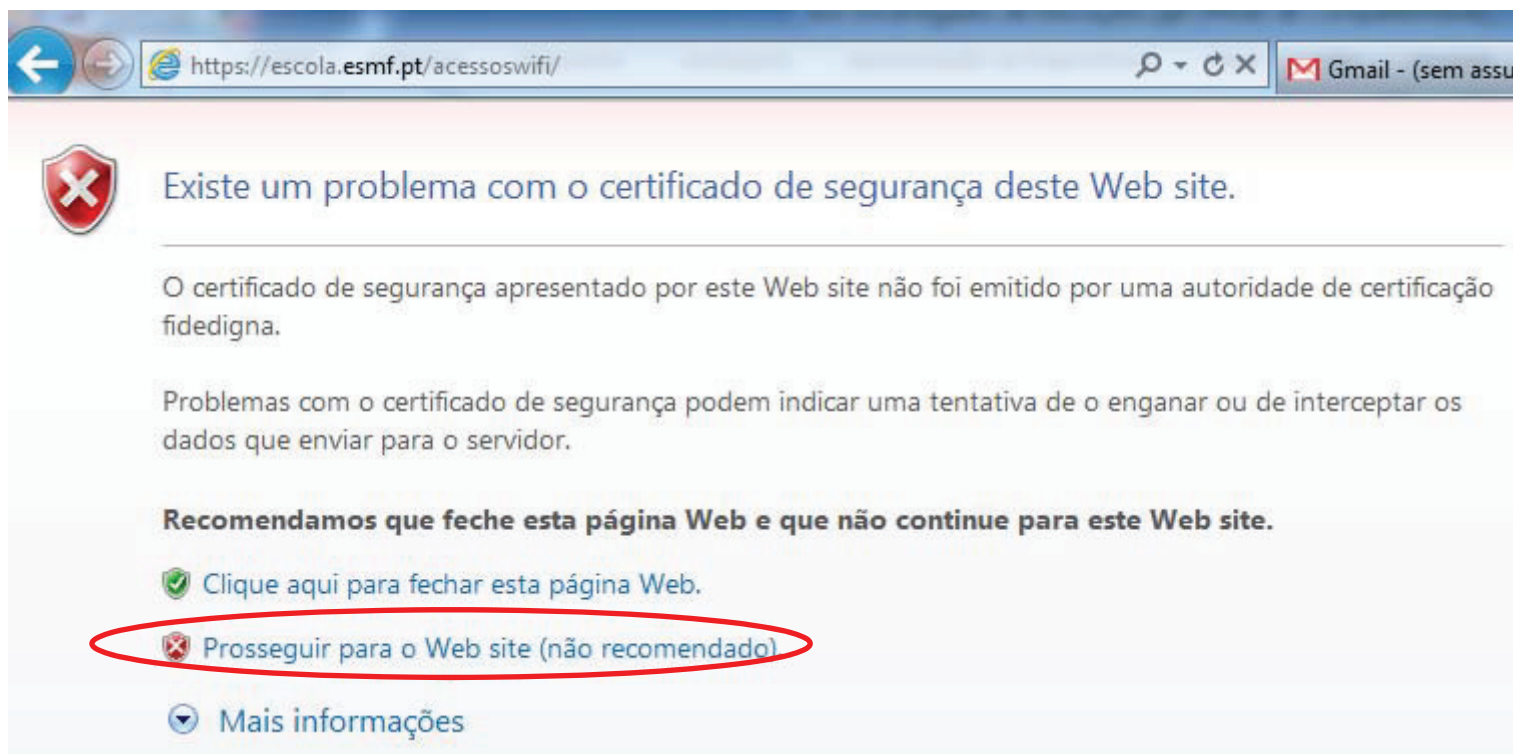 https://escola.esmf.pt/acessoswifi/
Gmail - (sem assu
Existe um problema com o certificado de segurança deste Web site.
O certificado de segurança apresentado por este Web site não foi emitido por uma autoridade de certificação
fidedigna.
Problemas com o certificado de segurança podem indicar uma tentativa de o enganar ou de interceptar os
dados que enviar para o servidor.
Recomendamos que feche esta página Web e que não continue para este Web site.
Clique aqui para fechar esta página Web.
Prosseguir para o Web site (não recomendado).
Mais informações